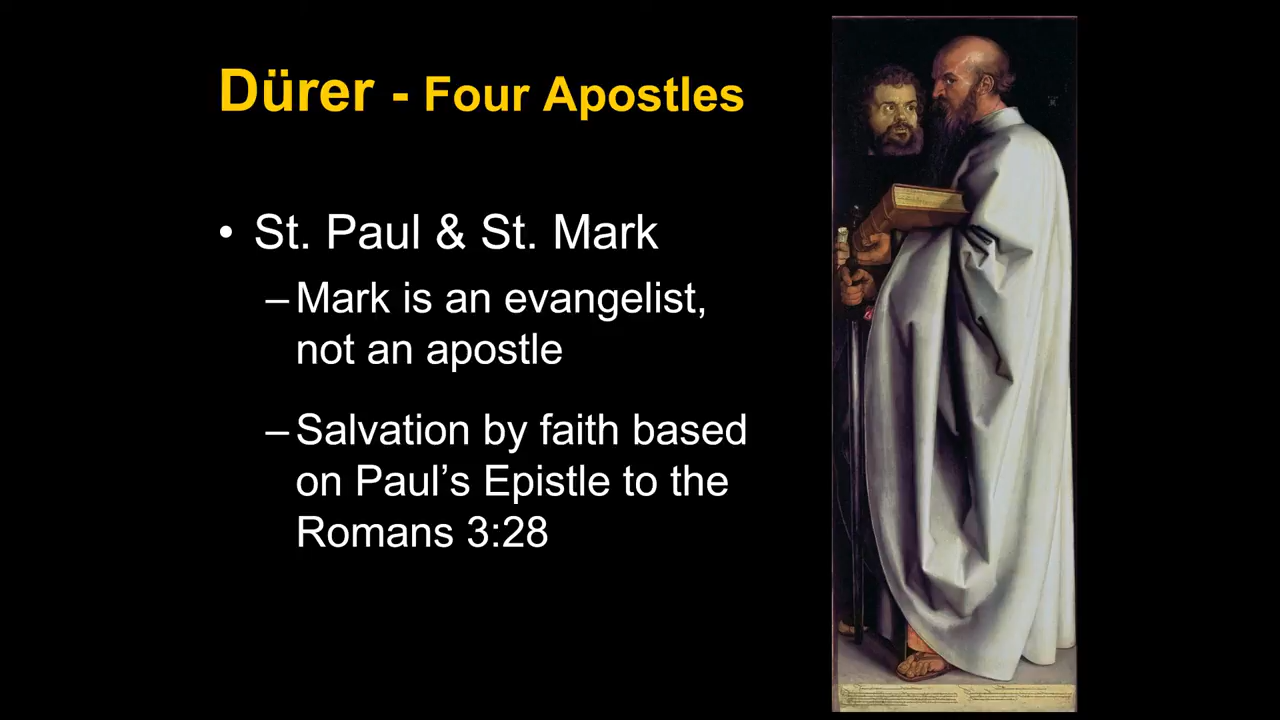 Dürer - Four Apostles
• St. Paul & St. Mark
– Mark is an evangelist,
not an apostle
– Salvation by faith based
on Paul’s Epistle to the
Romans 3:28